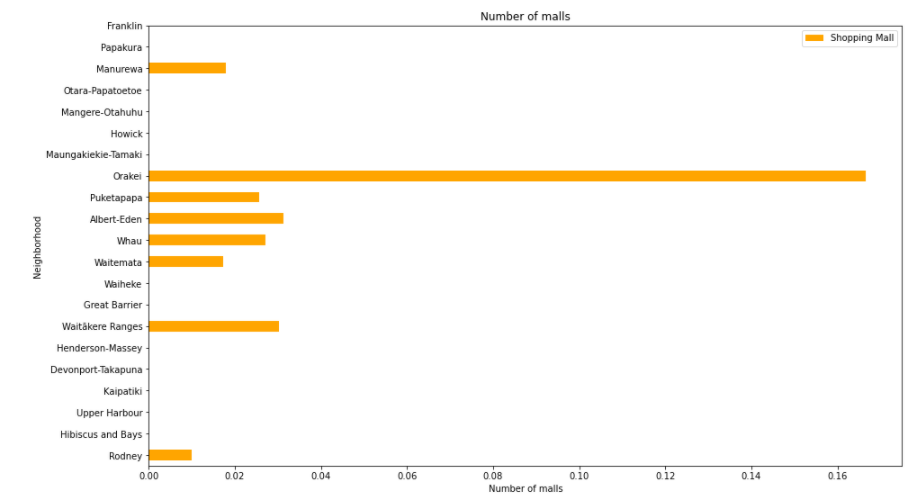 Number of malls
Shopping Mall
Franklin
Papakura
Manurewa
Otara-Papatoetoe
Mangere-Otahuhu
Howick
Maungakiekie-Tamaki
Orakei
Puketapapa
Albert-Eden
Whau
Waitemata
Waiheke
Great Barrier
Waitākere Ranges
Henderson-Massey
Devonport-Takapuna
Kaipatiki
Upper Harbour
Hibiscus and Bays
Rodney
Neighborhood
0.00 0.02 0.04 0.06 0.08 0.10 0.12 0.14 0.16
Number of malls